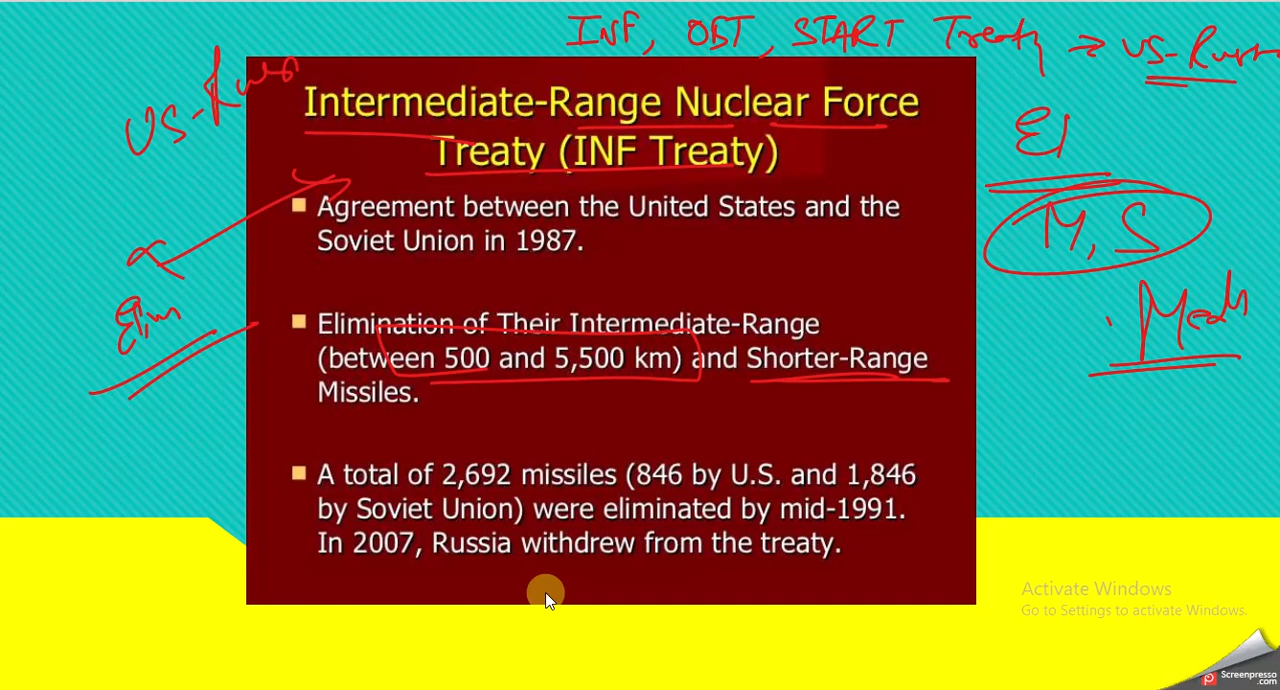 INF, OST, START Treaty ⇒ US-Russ
US-Russ
Intermediate-Range Nuclear Force
Treaty (INF Treaty)
El
M, S
■ Agreement between the United States and the
Soviet Union in 1987.
Elim
■ Elimination of Their Intermediate-Range
(between 500 and 5,500 km) and Shorter-Range
Missiles.
■ A total of 2,692 missiles (846 by U.S. and 1,846
by Soviet Union) were eliminated by mid-1991.
In 2007, Russia withdrew from the treaty.
Activate Windows
Go to Settings to activate Windows.
Screenpresso
.com